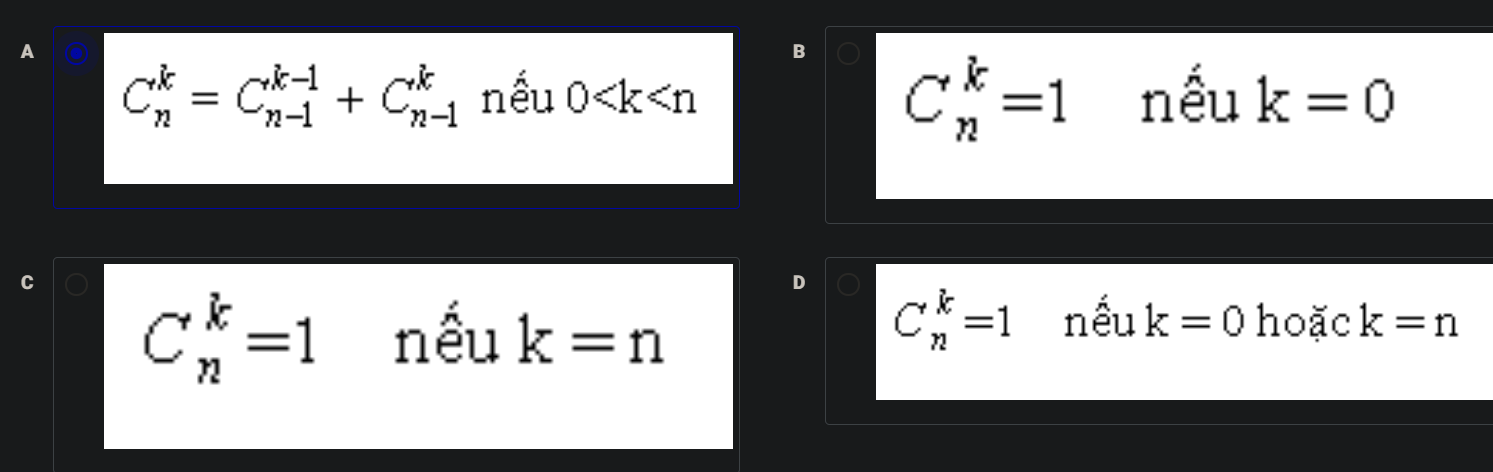 A
C_n^k = C_{n-1}^{k-1} + C_{n-1}^k nếu 0<k<n
B
C_n^k =1 nếu k = 0
C
C_n^k =1 nếu k = n
D
C_n^k =1 nếu k = 0 hoặc k = n